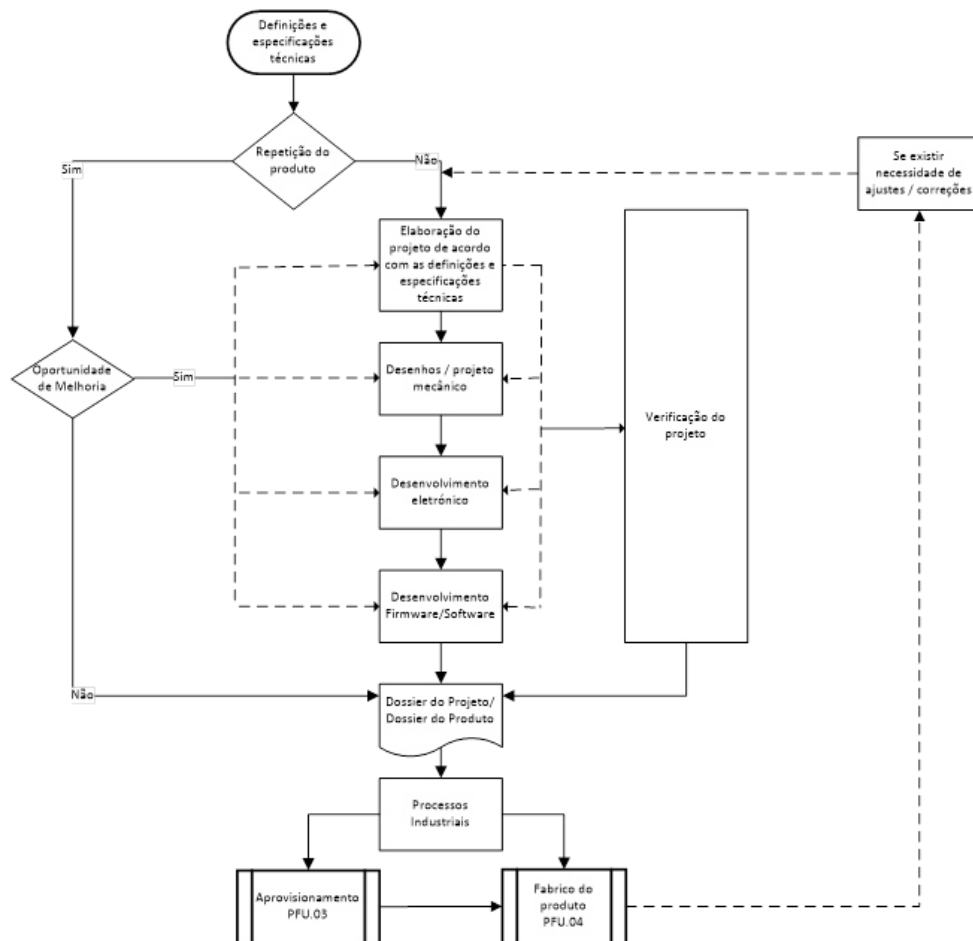 Definições e
especificações
técnicas
Repetição do
produto
Sim
Não
Se existir
necessidade de
ajustes / correções
Elaboração do
projeto de acordo
com as definições e
especificações
técnicas
Oportunidade
de Melhoria
Sim
Desenhos / projeto
mecânico
Verificação do
projeto
Desenvolvimento
eletrónico
Desenvolvimento
Firmware/Software
Não
Dossier do Projeto/
Dossier do Produto
Processos
Industriais
Aprovisionamento
PFU.03
Fabrico do
produto
PFU.04